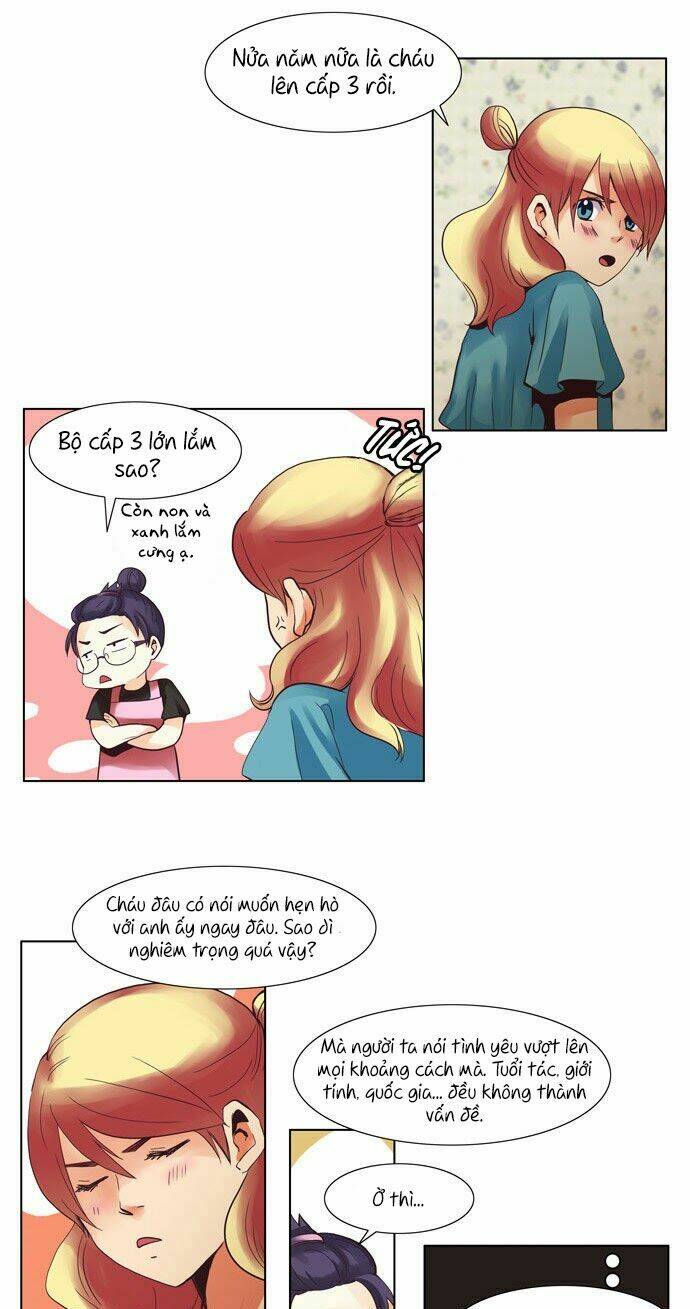 Nửa năm nữa là cháu
lên cấp 3 rồi.
Bộ cấp 3 lớn lắm
sao?
TỨC!
Còn non và
xanh lắm
cưng ạ.
Cháu đâu có nói muốn hẹn hò
với anh ấy ngay đâu. Sao dì
nghiêm trọng quá vậy?
Mà người ta nói tình yêu vượt lên
mọi khoảng cách mà. Tuổi tác, giới
tính, quốc gia... đều không thành
vấn đề.
Ở thì...